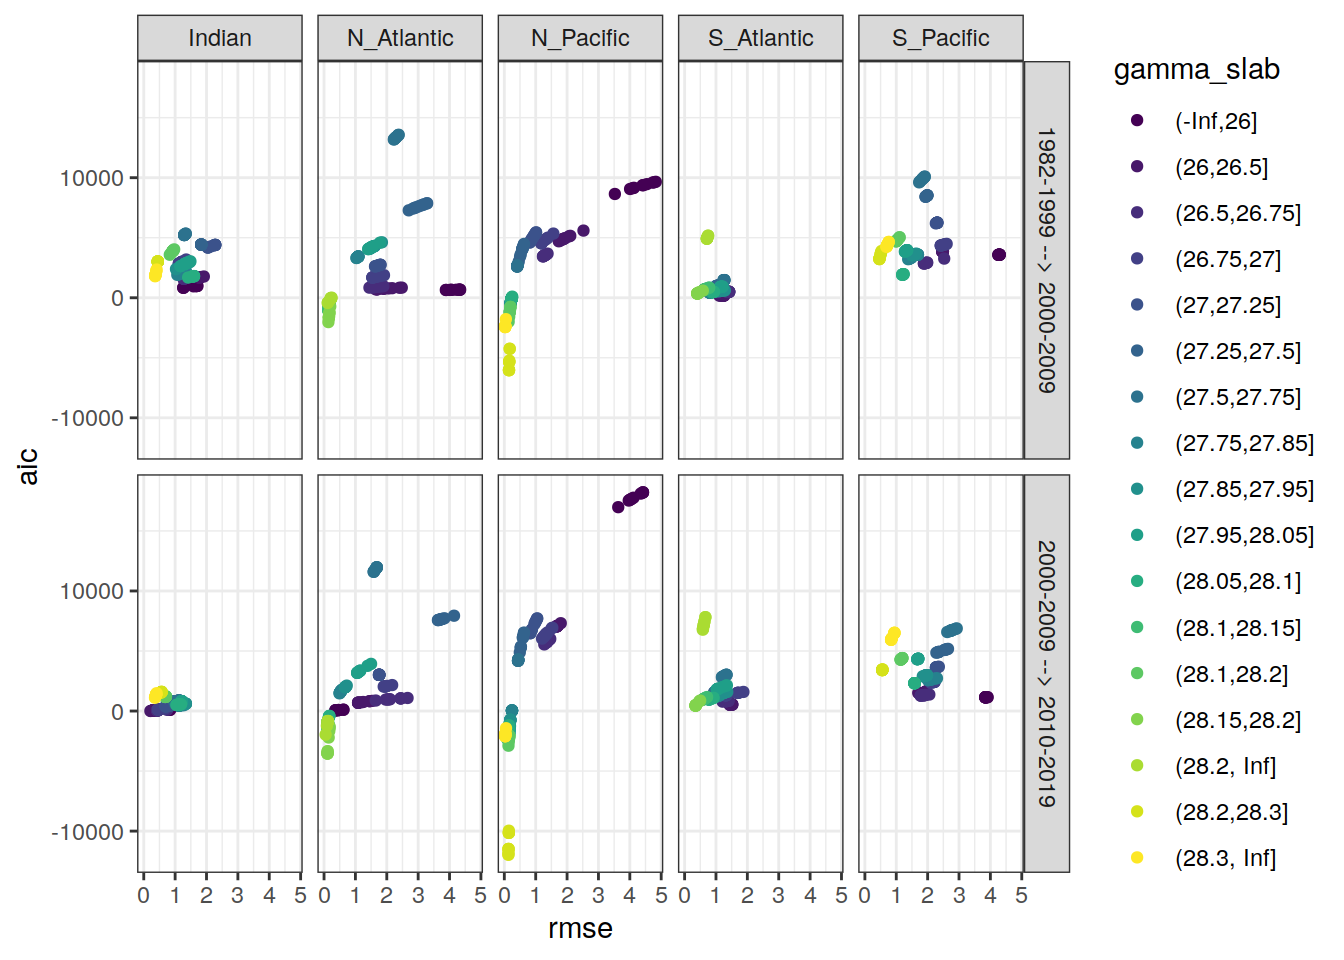 Indian N_Atlantic N_Pacific S_Atlantic S_Pacific
gamma_slab
(-Inf,26]
(26,26.5]
(26.5,26.75]
(26.75,27]
(27,27.25]
(27.25,27.5]
(27.5,27.75]
(27.75,27.85]
(27.85,27.95]
(27.95,28.05]
(28.05,28.1]
(28.1,28.15]
(28.1,28.2]
(28.15,28.2]
(28.2, Inf]
(28.2,28.3]
(28.3, Inf]
1982-1999 --> 2000-2009
2000-2009 --> 2010-2019
aic
10000
0
-10000
10000
0
-10000
0 1 2 3 4 5 0 1 2 3 4 5 0 1 2 3 4 5 0 1 2 3 4 5 0 1 2 3 4 5
rmse